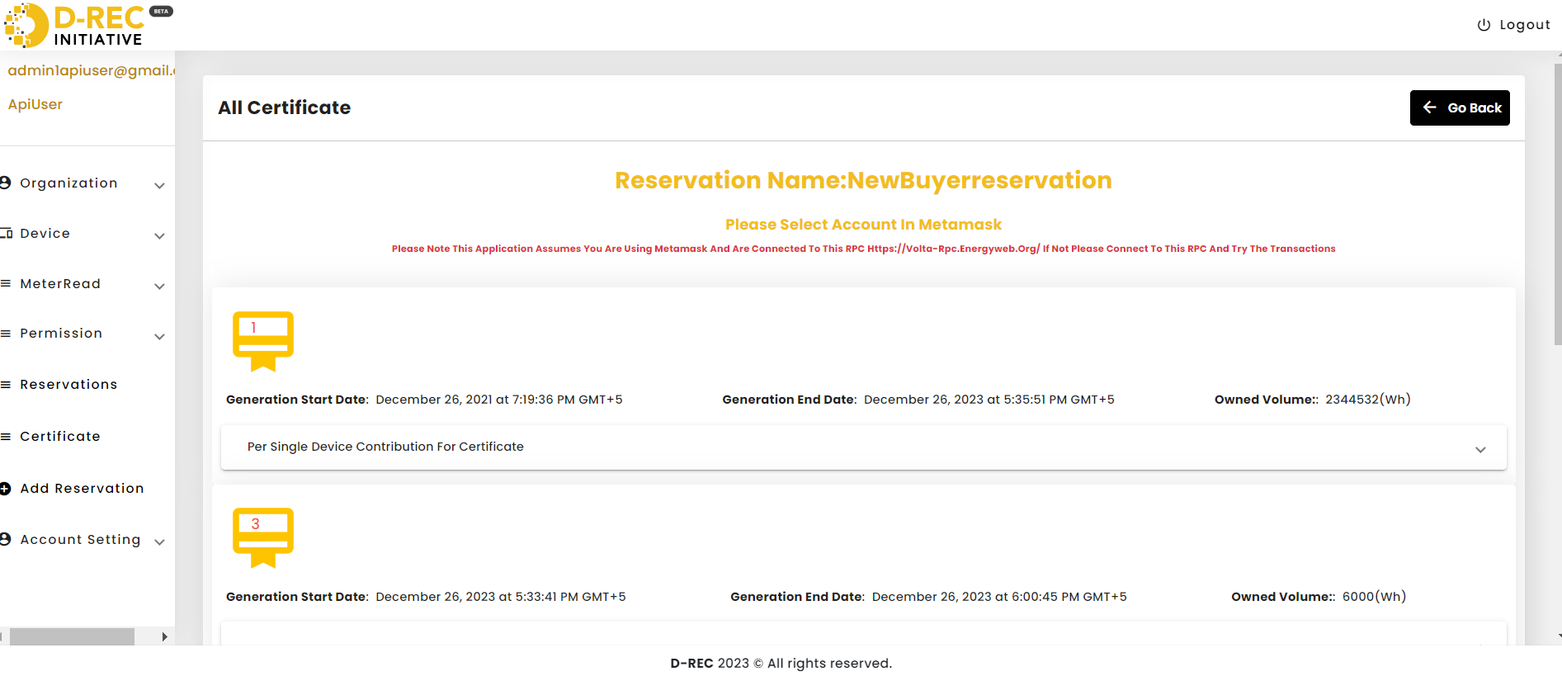 D-REC BETA
INITIATIVE
Logout
admin1apiuser@gmail.
ApiUser
Organization
Device
MeterRead
Permission
Reservations
Certificate
Add Reservation
Account Setting
All Certificate
Go Back
Reservation Name:NewBuyerreservation
Please Select Account In Metamask
Please Note This Application Assumes You Are Using Metamask And Are Connected To This RPC Https://Volta-Rpc.Energyweb.Org/ If Not Please Connect To This RPC And Try The Transactions
1
Generation Start Date: December 26, 2021 at 7:19:36 PM GMT+5 Generation End Date: December 26, 2023 at 5:35:51 PM GMT+5 Owned Volume:: 2344532(Wh)
Per Single Device Contribution For Certificate
3
Generation Start Date: December 26, 2023 at 5:33:41 PM GMT+5 Generation End Date: December 26, 2023 at 6:00:45 PM GMT+5 Owned Volume:: 6000(Wh)
D-REC 2023 © All rights reserved.